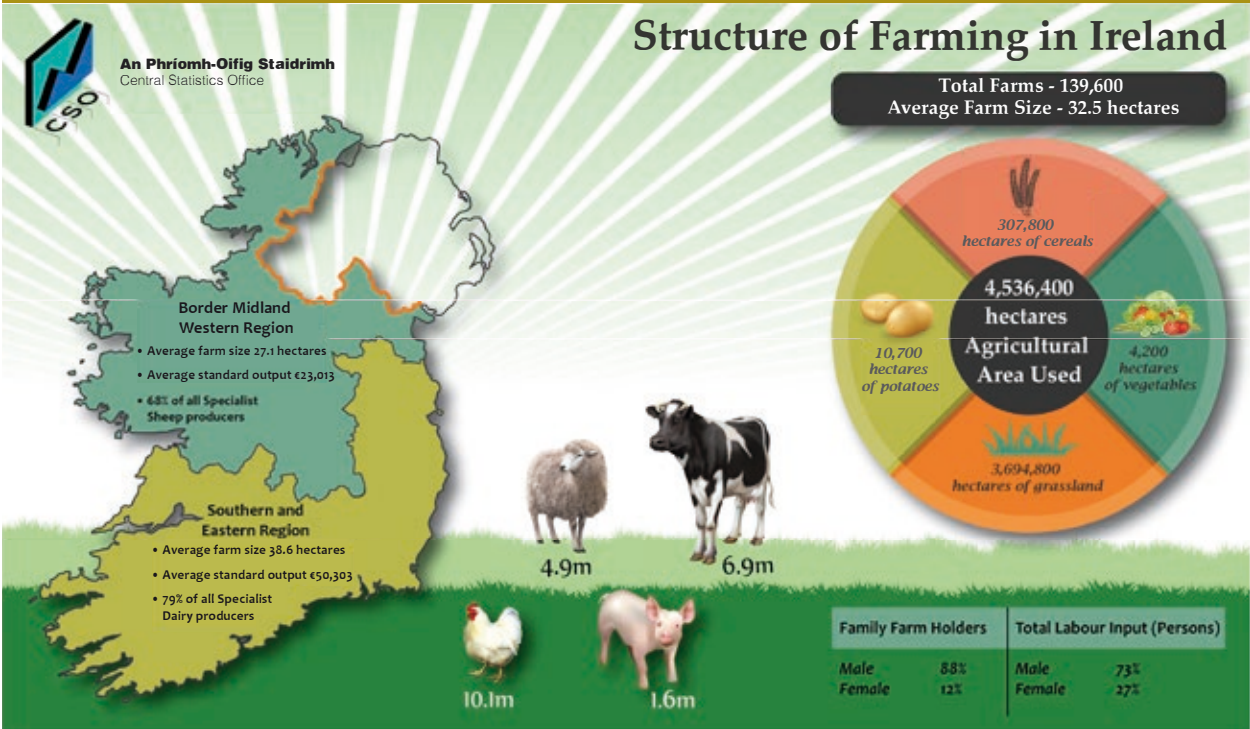 Structure of Farming in Ireland
An Phríomh-Oifig Staidrimh
Central Statistics Office
CSO
Total Farms - 139,600
Average Farm Size - 32.5 hectares
307,800
hectares of cereals
4,536,400
hectares
Agricultural
Area Used
10,700
hectares
of potatoes
4,200
hectares
of vegetables
3,694,800
hectares of grassland
Border Midland
Western Region
• Average farm size 27.1 hectares
• Average standard output €23,013
• 68% of all Specialist
Sheep producers
Southern and
Eastern Region
• Average farm size 38.6 hectares
• Average standard output €50,303
• 79% of all Specialist
Dairy producers
4.9m
6.9m
10.1m
1.6m
Family Farm Holders
Male 88%
Female 12%
Total Labour Input (Persons)
Male 73%
Female 27%